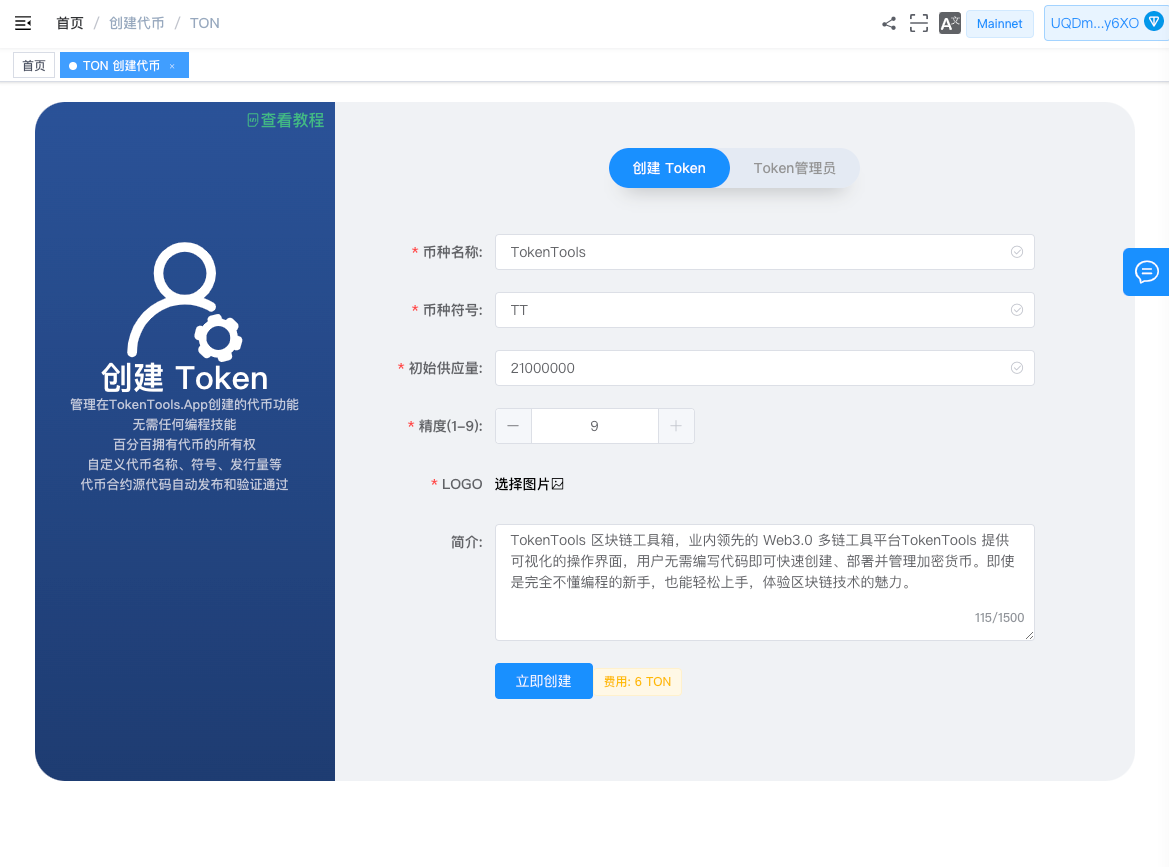 首页 / 创建代币 / TON
Mainnet
UQDm...y6XO
首页
TON 创建代币 ×
查看教程
创建 Token
管理在TokenTools.App创建的代币功能
无需任何编程技能
百分百拥有代币的所有权
自定义代币名称、符号、发行量等
代币合约源代码自动发布和验证通过
创建 Token
Token管理员
* 币种名称: TokenTools
* 币种符号: TT
* 初始供应量: 21000000
* 精度(1-9): 9
* LOGO 选择图片
简介:
TokenTools 区块链工具箱，业内领先的 Web3.0 多链工具平台TokenTools 提供
可视化的操作界面，用户无需编写代码即可快速创建、部署并管理加密货币。即使
是完全不懂编程的新手，也能轻松上手，体验区块链技术的魅力。
115/1500
立即创建
费用: 6 TON